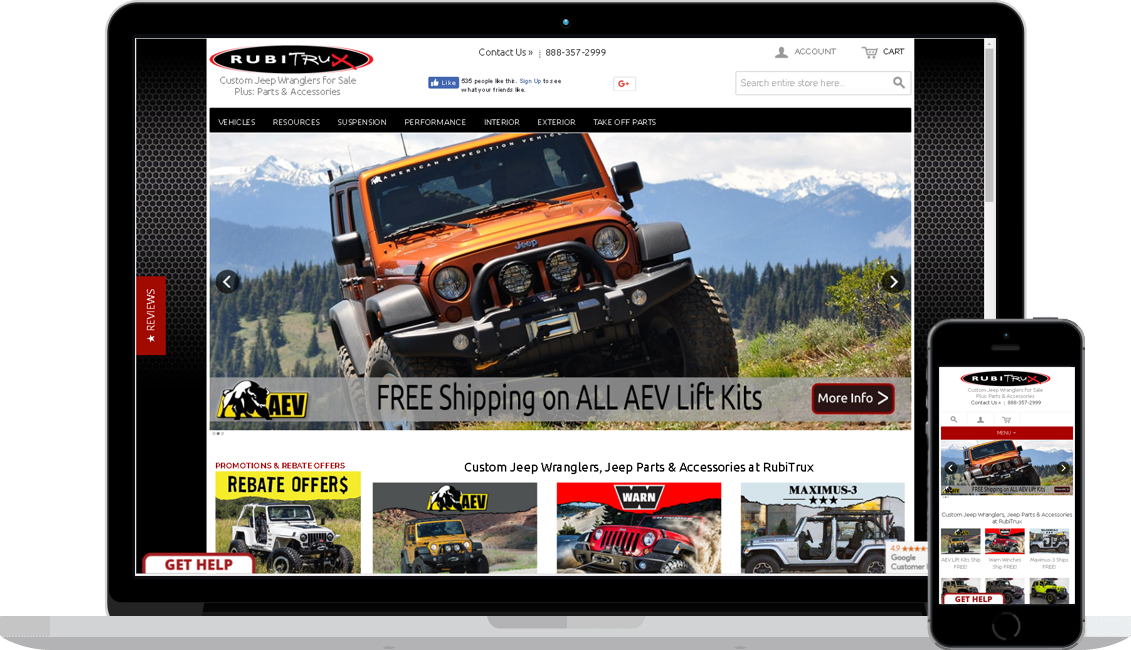 RUBITRUX
Custom Jeep Wranglers For Sale
Plus: Parts & Accessories
Contact Us » | 888-357-2999
Like
535 people like this. Sign Up to see
what your friends like.
G+
ACCOUNT
CART
Search entire store here...
VEHICLES RESOURCES SUSPENSION PERFORMANCE INTERIOR EXTERIOR TAKE OFF PARTS
AMERICAN EXPEDITION VEHICLES
Jeep
★ REVIEWS
AEV
FREE Shipping on ALL AEV Lift Kits
More Info >
PROMOTIONS & REBATE OFFERS
Custom Jeep Wranglers, Jeep Parts & Accessories at RubiTrux
REBATE OFFER$
AEV
WARN
MAXIMUS-3
★★★
GET HELP
4.9 ★★★★
Google
Customer
RUBITRUX
Custom Jeep Wranglers For Sale
Plus: Parts & Accessories
Contact Us » | 888-357-2999
MENU
FREE Shipping on ALL AEV Lift Kits
Custom Jeep Wranglers, Jeep Parts & Accessories
at RubiTrux
AEV Lift Kits Ship
FREE!
Warn Winches
Ship FREE!
Maximus-3 Ships
FREE!
GET HELP